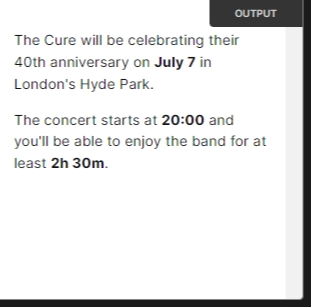 OUTPUT
The Cure will be celebrating their
40th anniversary on July 7 in
London's Hyde Park.
The concert starts at 20:00 and
you'll be able to enjoy the band for at
least 2h 30m.